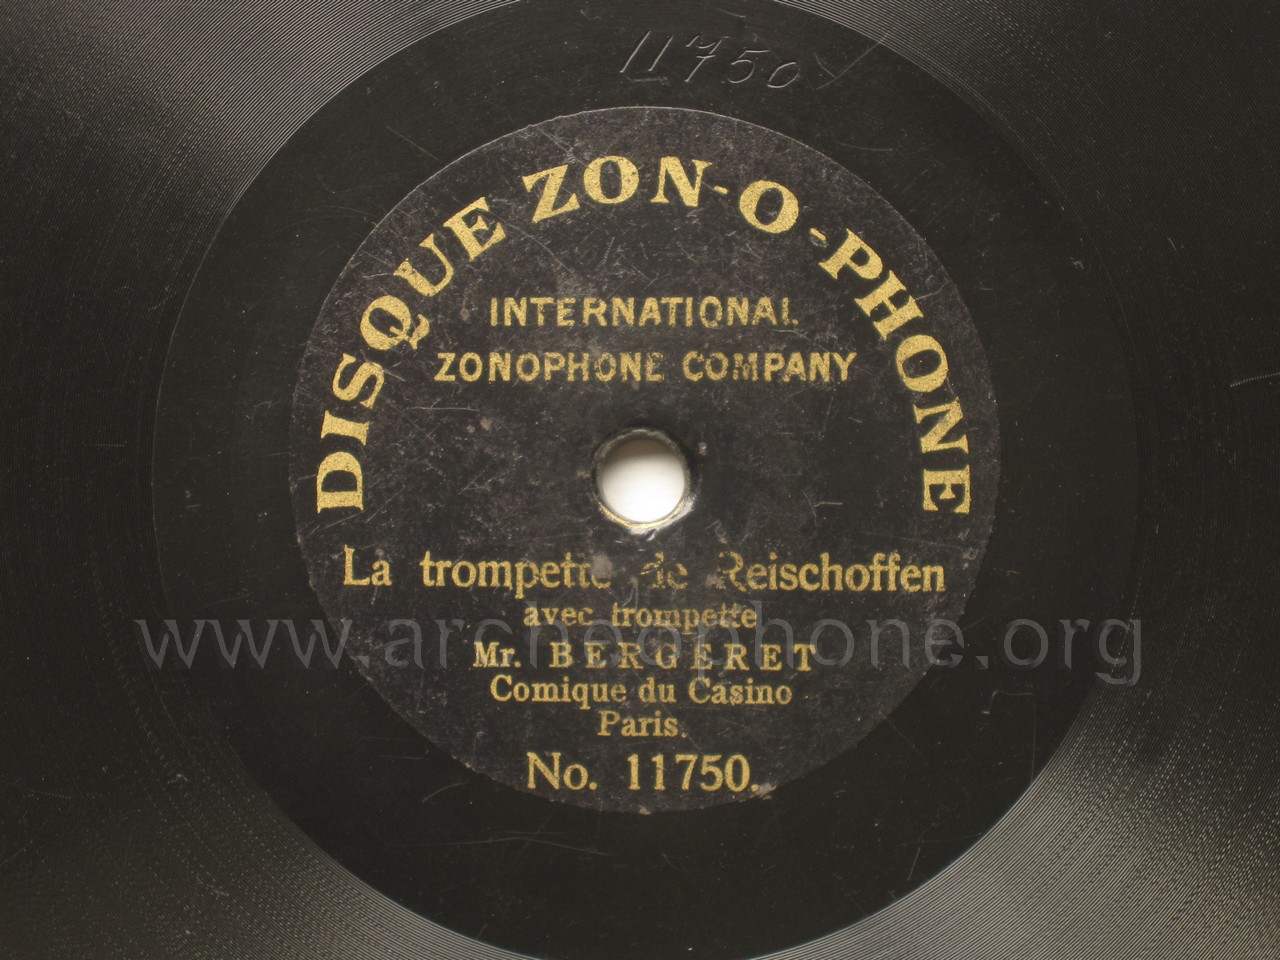 11750
DISQUE ZON-O-PHONE
INTERNATIONAL
ZONOPHONE COMPANY
La trompette de Reischoffen
avec trompette
www.archeophone.org
Mr. BERGERET
Comique du Casino
Paris.
No. 11750.